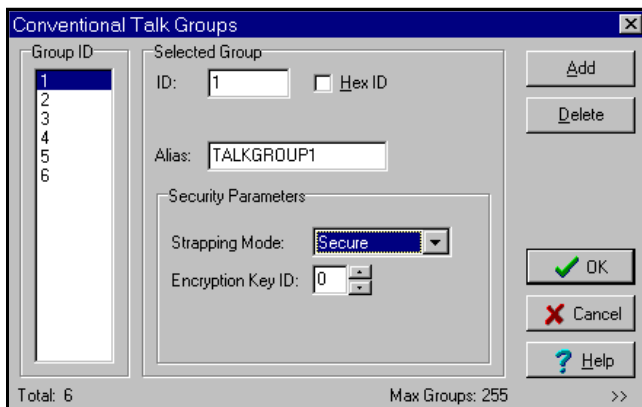 Conventional Talk Groups
Group ID
1
2
3
4
5
6
Selected Group
ID: 1 Hex ID
Alias: TALKGROUP1
Security Parameters
Strapping Mode: Secure
Encryption Key ID: 0
Add
Delete
OK
Cancel
? Help
Total: 6 Max Groups: 255 >>